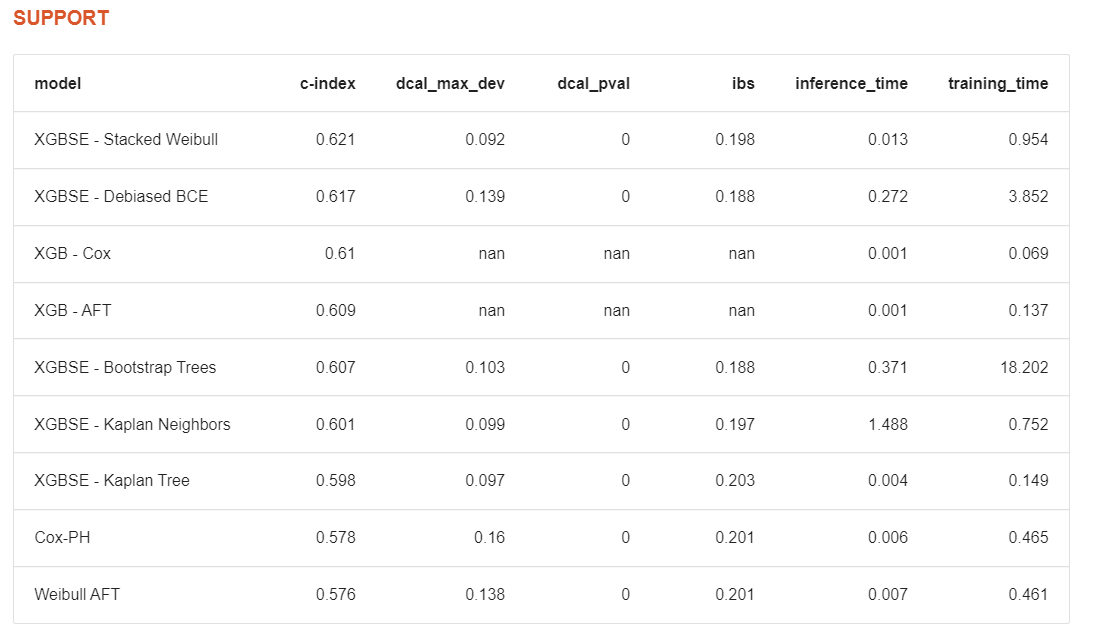 SUPPORT
model c-index dcal_max_dev dcal_pval ibs inference_time training_time
XGBSE - Stacked Weibull 0.621 0.092 0 0.198 0.013 0.954
XGBSE - Debiased BCE 0.617 0.139 0 0.188 0.272 3.852
XGB - Cox 0.61 nan nan nan 0.001 0.069
XGB - AFT 0.609 nan nan nan 0.001 0.137
XGBSE - Bootstrap Trees 0.607 0.103 0 0.188 0.371 18.202
XGBSE - Kaplan Neighbors 0.601 0.099 0 0.197 1.488 0.752
XGBSE - Kaplan Tree 0.598 0.097 0 0.203 0.004 0.149
Cox-PH 0.578 0.16 0 0.201 0.006 0.465
Weibull AFT 0.576 0.138 0 0.201 0.007 0.461